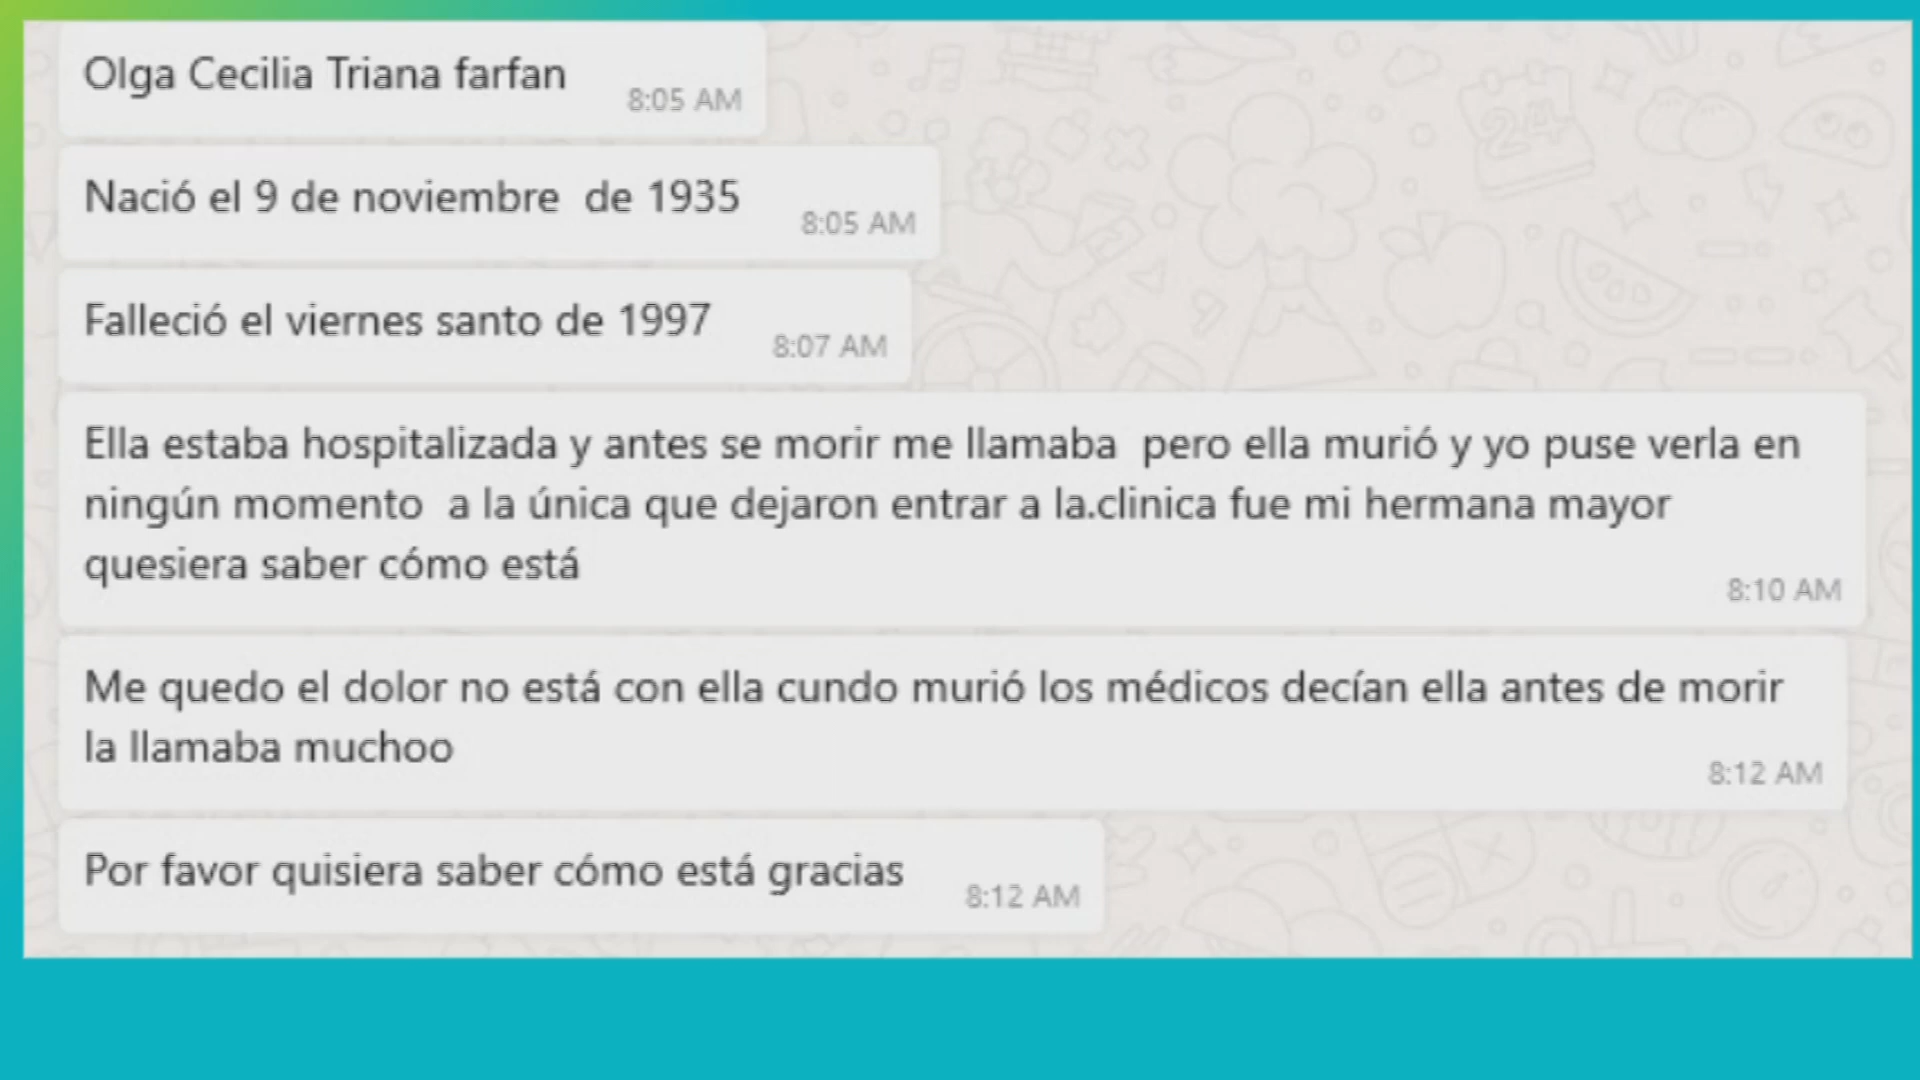 Olga Cecilia Triana farfan
8:05 AM
Nació el 9 de noviembre  de 1935
8:05 AM
Falleció el viernes santo de 1997
8:07 AM
Ella estaba hospitalizada y antes se morir me llamaba  pero ella murió y yo puse verla en
ningún momento  a la única que dejaron entrar a la.clinica fue mi hermana mayor
quesiera saber cómo está
8:10 AM
Me quedo el dolor no está con ella cundo murió los médicos decían ella antes de morir
la llamaba muchoo
8:12 AM
Por favor quisiera saber cómo está gracias
8:12 AM